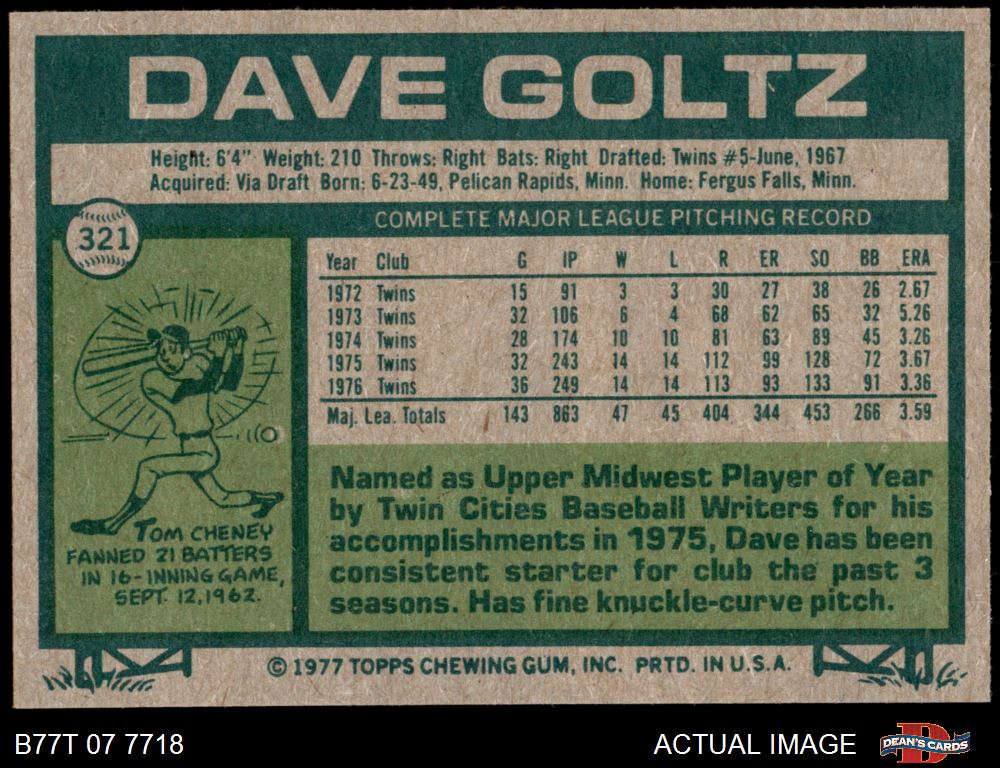 DAVE GOLTZ
Height: 6'4" Weight: 210 Throws: Right Bats: Right Drafted: Twins #5-June, 1967
Acquired: Via Draft Born: 6-23-49, Pelican Rapids, Minn. Home: Fergus Falls, Minn.
321
COMPLETE MAJOR LEAGUE PITCHING RECORD
Year Club G IP W L R ER SO BB ERA
1972 Twins 15 91 3 3 30 27 38 26 2.67
1973 Twins 32 106 6 4 68 62 65 32 5.26
1974 Twins 28 174 10 10 81 63 89 45 3.26
1975 Twins 32 243 14 14 112 99 128 72 3.67
1976 Twins 36 249 14 14 113 93 133 91 3.36
Maj. Lea. Totals 143 863 47 45 404 344 453 266 3.59
TOM CHENEY
FANNED 21 BATTERS
IN 16-INNING GAME,
SEPT. 12, 1962.
Named as Upper Midwest Player of Year
by Twin Cities Baseball Writers for his
accomplishments in 1975, Dave has been
consistent starter for club the past 3
seasons. Has fine knuckle-curve pitch.
© 1977 TOPPS CHEWING GUM, INC. PRTD. IN U.S.A.
B77T 07 7718
ACTUAL IMAGE
DEAN'S CARDS